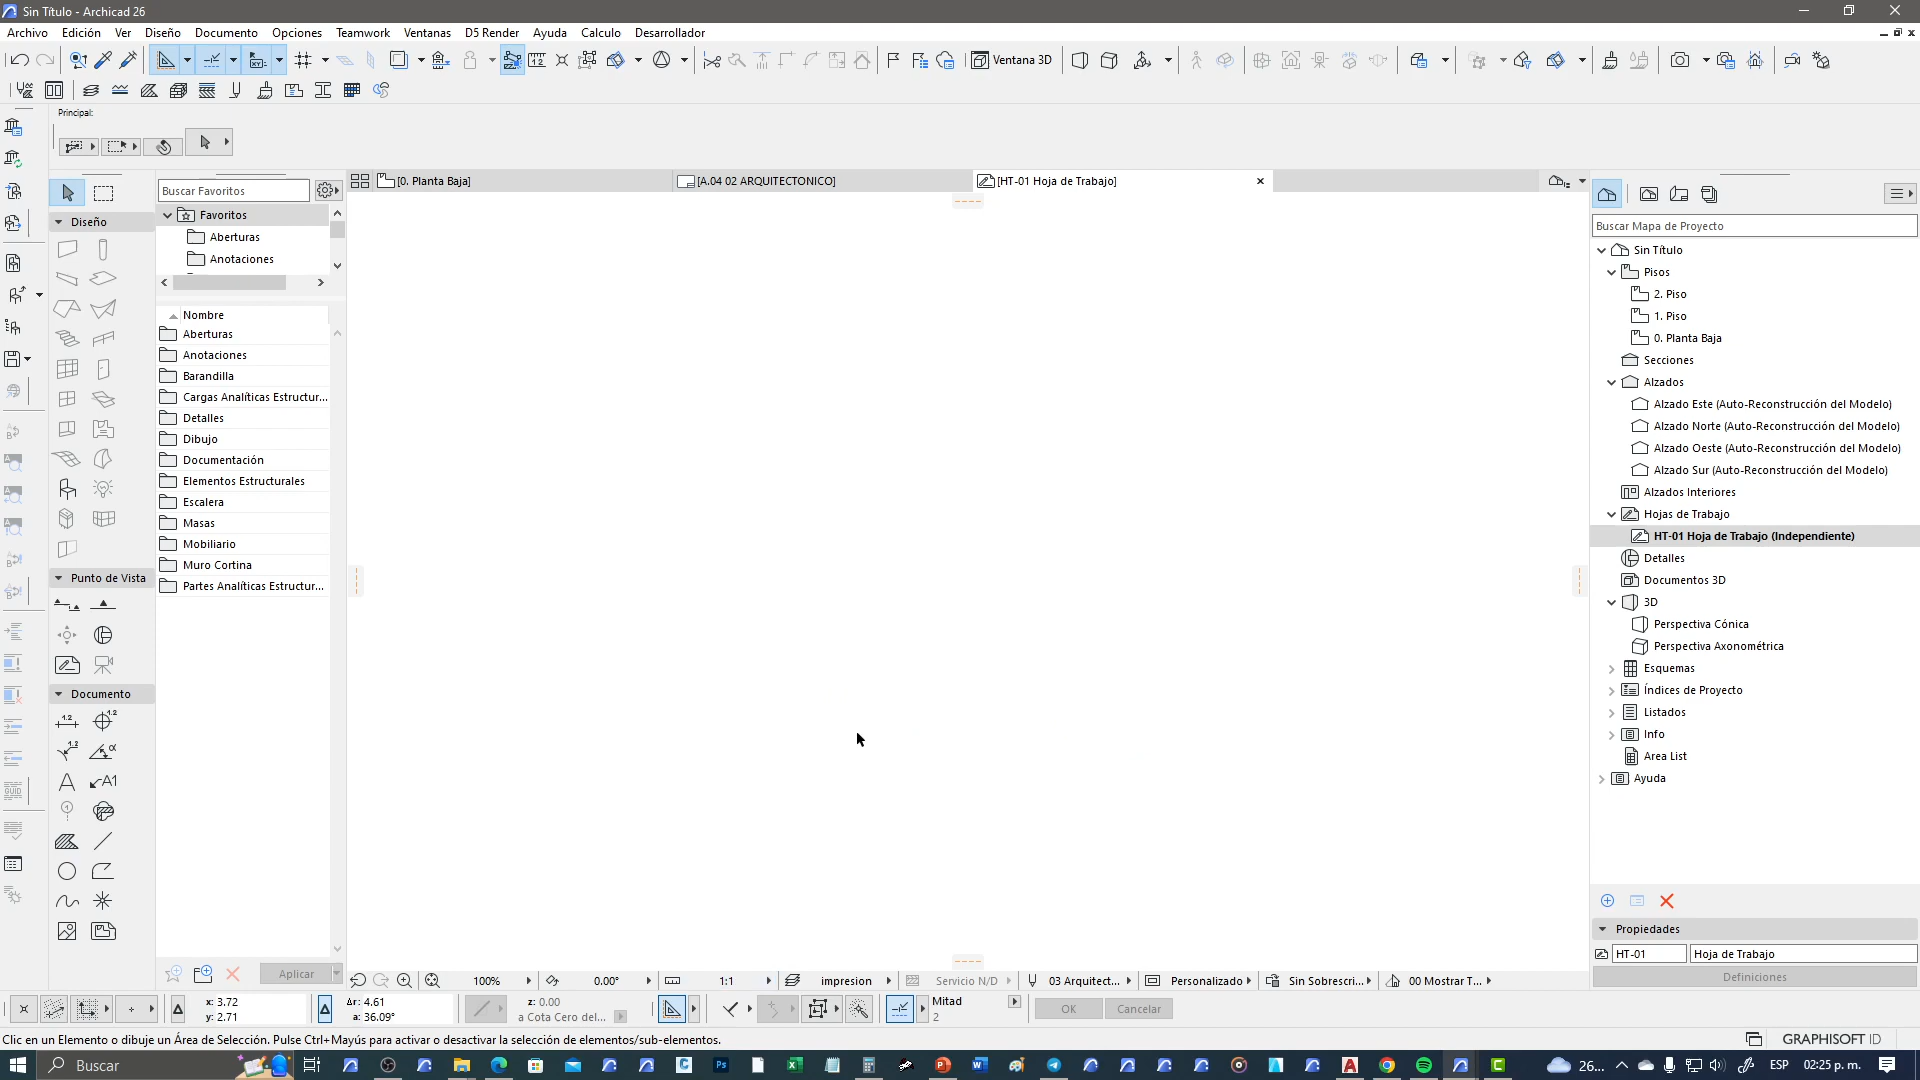 Sin Título - Archicad 26
Archivo Edición Ver Diseño Documento Opciones Teamwork Ventanas D5 Render Ayuda Calculo Desarrollador
Ventana 3D
Principal:
[0. Planta Baja]
[A.04 02 ARQUITECTONICO]
[HT-01 Hoja de Trabajo]
Buscar Favoritos
Favoritos
Aberturas
Anotaciones
Nombre
Aberturas
Anotaciones
Barandilla
Cargas Analíticas Estructur...
Detalles
Dibujo
Documentación
Elementos Estructurales
Escalera
Masas
Mobiliario
Muro Cortina
Partes Analíticas Estructur...
Aplicar
Diseño
Punto de Vista
Documento
Buscar Mapa de Proyecto
Sin Título
Pisos
2. Piso
1. Piso
0. Planta Baja
Secciones
Alzados
Alzado Este (Auto-Reconstrucción del Modelo)
Alzado Norte (Auto-Reconstrucción del Modelo)
Alzado Oeste (Auto-Reconstrucción del Modelo)
Alzado Sur (Auto-Reconstrucción del Modelo)
Alzados Interiores
Hojas de Trabajo
HT-01 Hoja de Trabajo (Independiente)
Detalles
Documentos 3D
3D
Perspectiva Cónica
Perspectiva Axonométrica
Esquemas
Índices de Proyecto
Listados
Info
Area List
Ayuda
Propiedades
HT-01 Hoja de Trabajo
Definiciones
100% 0.00° 1:1 impresion Servicio N/D 03 Arquitect... Personalizado Sin Sobrescri... 00 Mostrar T...
x: 3.72
y: 2.71
Δr: 4.61
a: 36.09°
z: 0.00
a Cota Cero del...
Mitad
2
OK Cancelar
Clic en un Elemento o dibuje un Área de Selección. Pulse Ctrl+Mayús para activar o desactivar la selección de elementos/sub-elementos.
GRAPHISOFT ID
Buscar
26...
ESP
02:25 p. m.